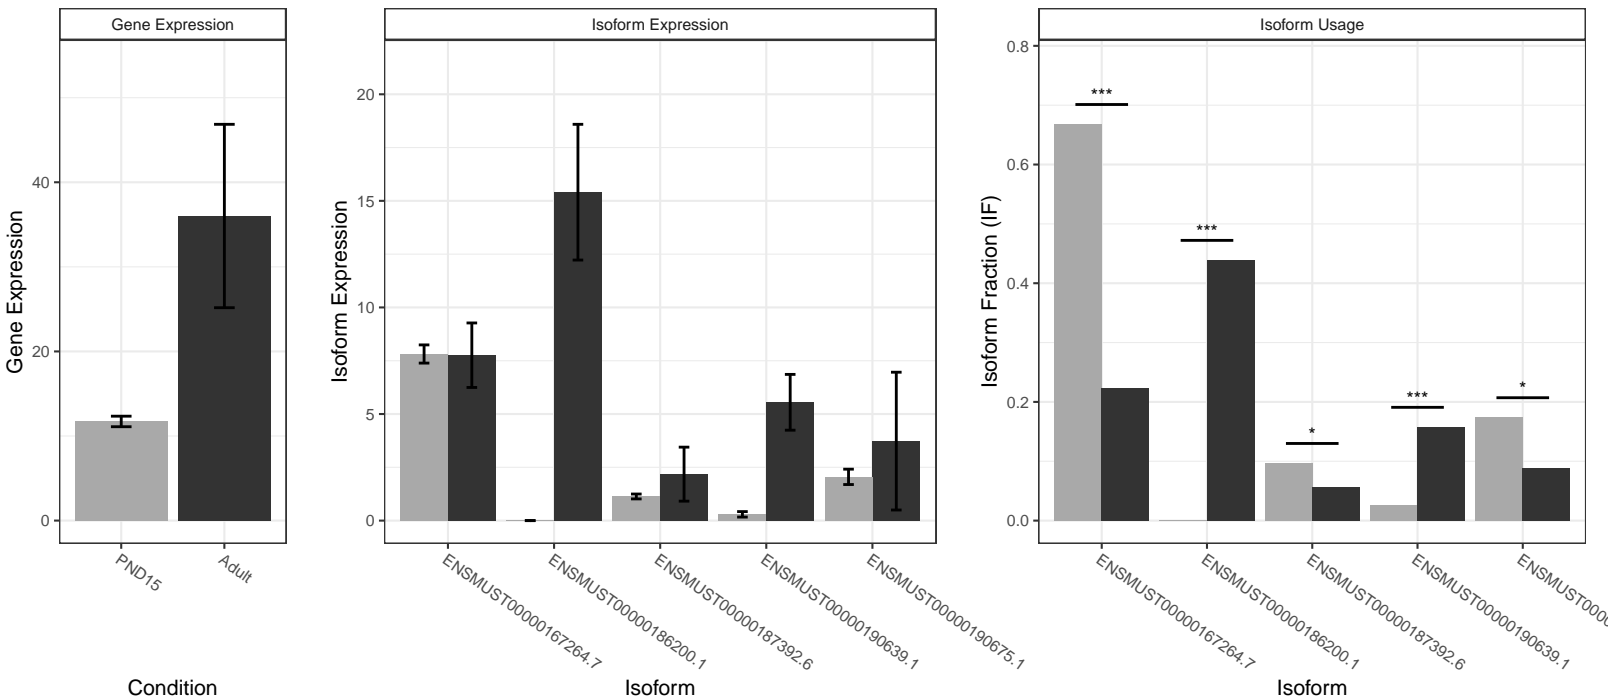 Gene Expression
Isoform Expression
Isoform Usage
Gene Expression
40
20
0
PND15
Adult
Condition
Isoform Expression
20
15
10
5
0
ENSMUST00000167264.7
ENSMUST00000186200.1
ENSMUST00000187392.6
ENSMUST00000190639.1
ENSMUST00000190675.1
Isoform
Isoform Fraction (IF)
0.8
0.6
0.4
0.2
0.0
***
***
*
***
*
ENSMUST00000167264.7
ENSMUST00000186200.1
ENSMUST00000187392.6
ENSMUST00000190639.1
Isoform